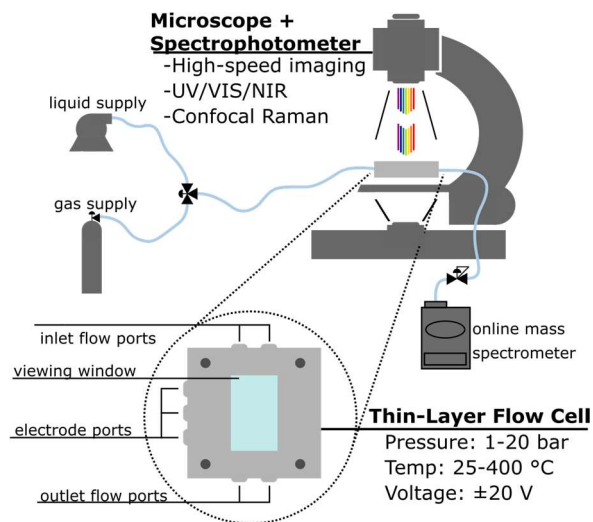 Microscope +
Spectrophotometer
-High-speed imaging
-UV/VIS/NIR
-Confocal Raman
liquid supply
gas supply
online mass
spectrometer
inlet flow ports
viewing window
electrode ports
outlet flow ports
Thin-Layer Flow Cell
Pressure: 1-20 bar
Temp: 25-400 °C
Voltage: ±20 V